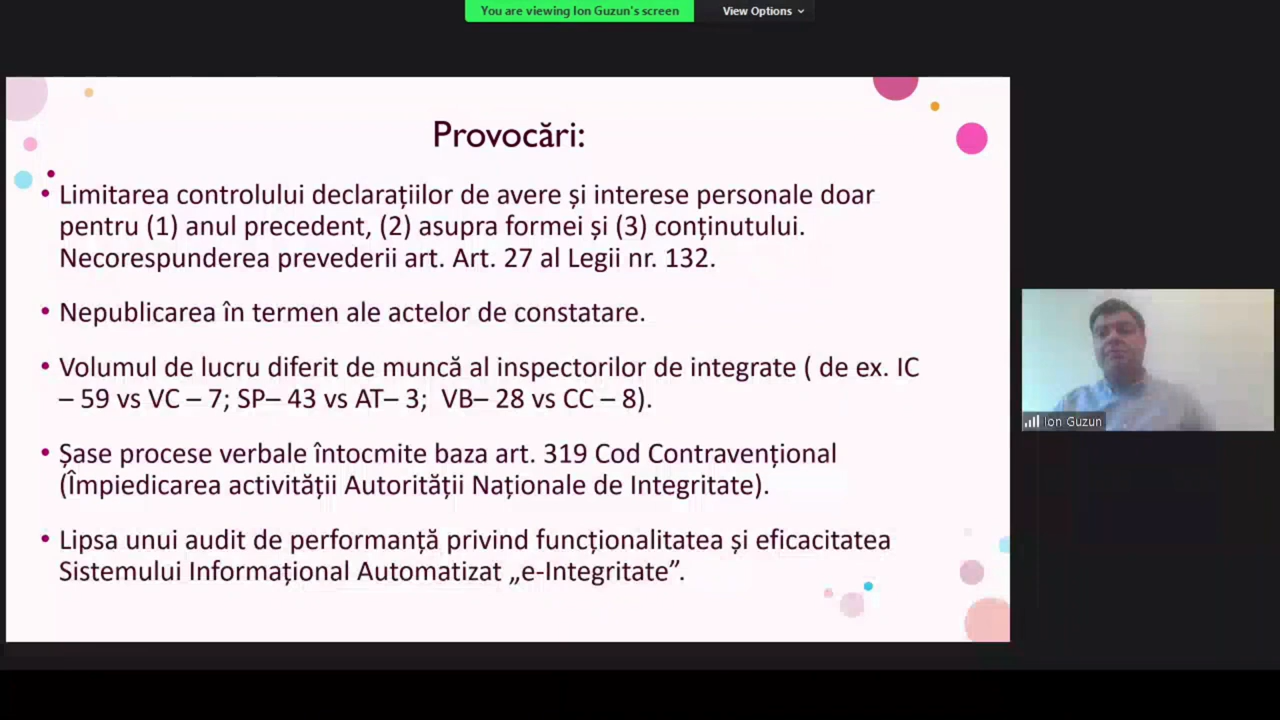 You are viewing Ion Guzun's screen
View Options
Provocări:
• Limitarea controlului declarațiilor de avere și interese personale doar
pentru (1) anul precedent, (2) asupra formei și (3) conținutului.
Necorespunderea prevederii art. Art. 27 al Legii nr. 132.
• Nepublicarea în termen ale actelor de constatare.
• Volumul de lucru diferit de muncă al inspectorilor de integrate ( de ex. IC
– 59 vs VC – 7; SP– 43 vs AT– 3; VB– 28 vs CC – 8).
• Șase procese verbale întocmite baza art. 319 Cod Contravențional
(Împiedicarea activității Autorității Naționale de Integritate).
• Lipsa unui audit de performanță privind funcționalitatea și eficacitatea
Sistemului Informațional Automatizat „e-Integritate”.
Ion Guzun